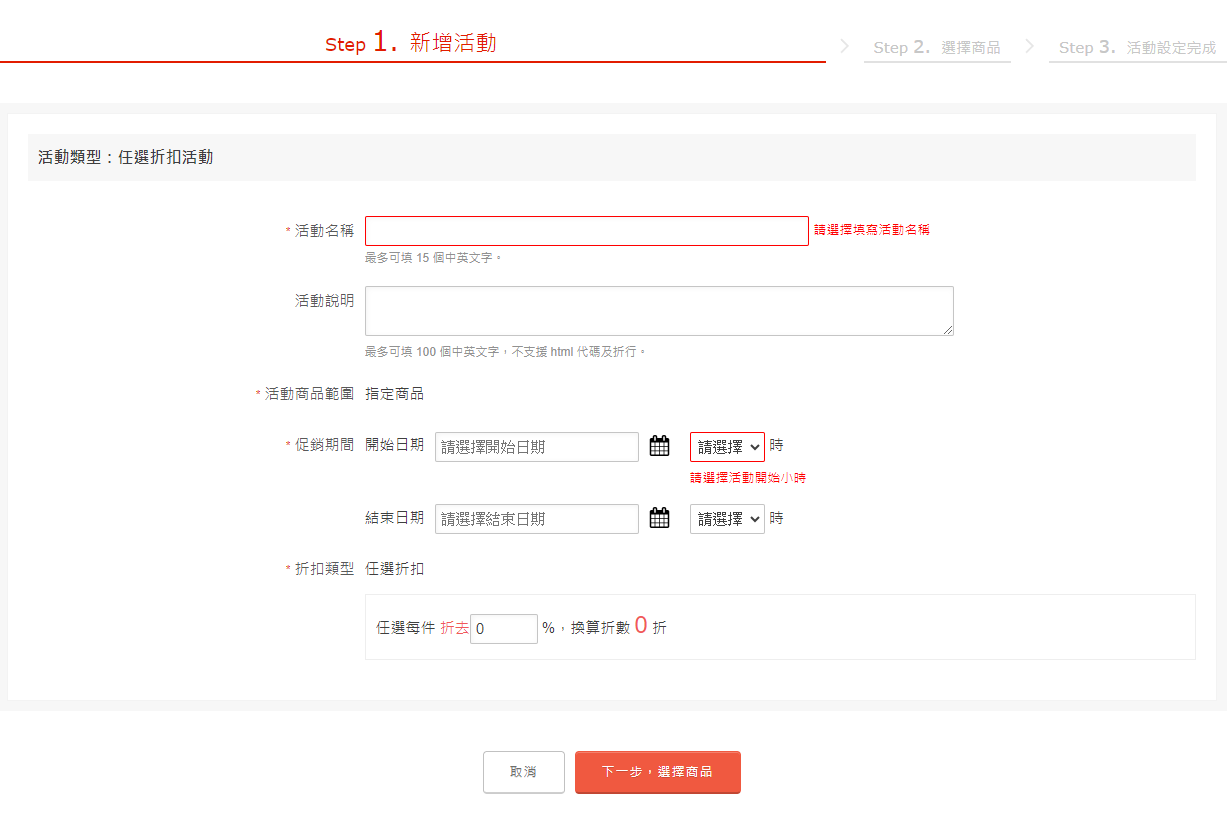 Step 1. 新增活動
Step 2. 選擇商品
Step 3. 活動設定完成
活動類型：任選折扣活動
* 活動名稱 請選擇填寫活動名稱
最多可填 15 個中英文字。
活動說明
最多可填 100 個中英文字，不支援 html 代碼及折行。
* 活動商品範圍 指定商品
* 促銷期間 開始日期 請選擇開始日期 請選擇 時
請選擇活動開始小時
結束日期 請選擇結束日期 請選擇 時
* 折扣類型 任選折扣
任選每件 折去 0 %，換算折數 0 折
取消
下一步，選擇商品